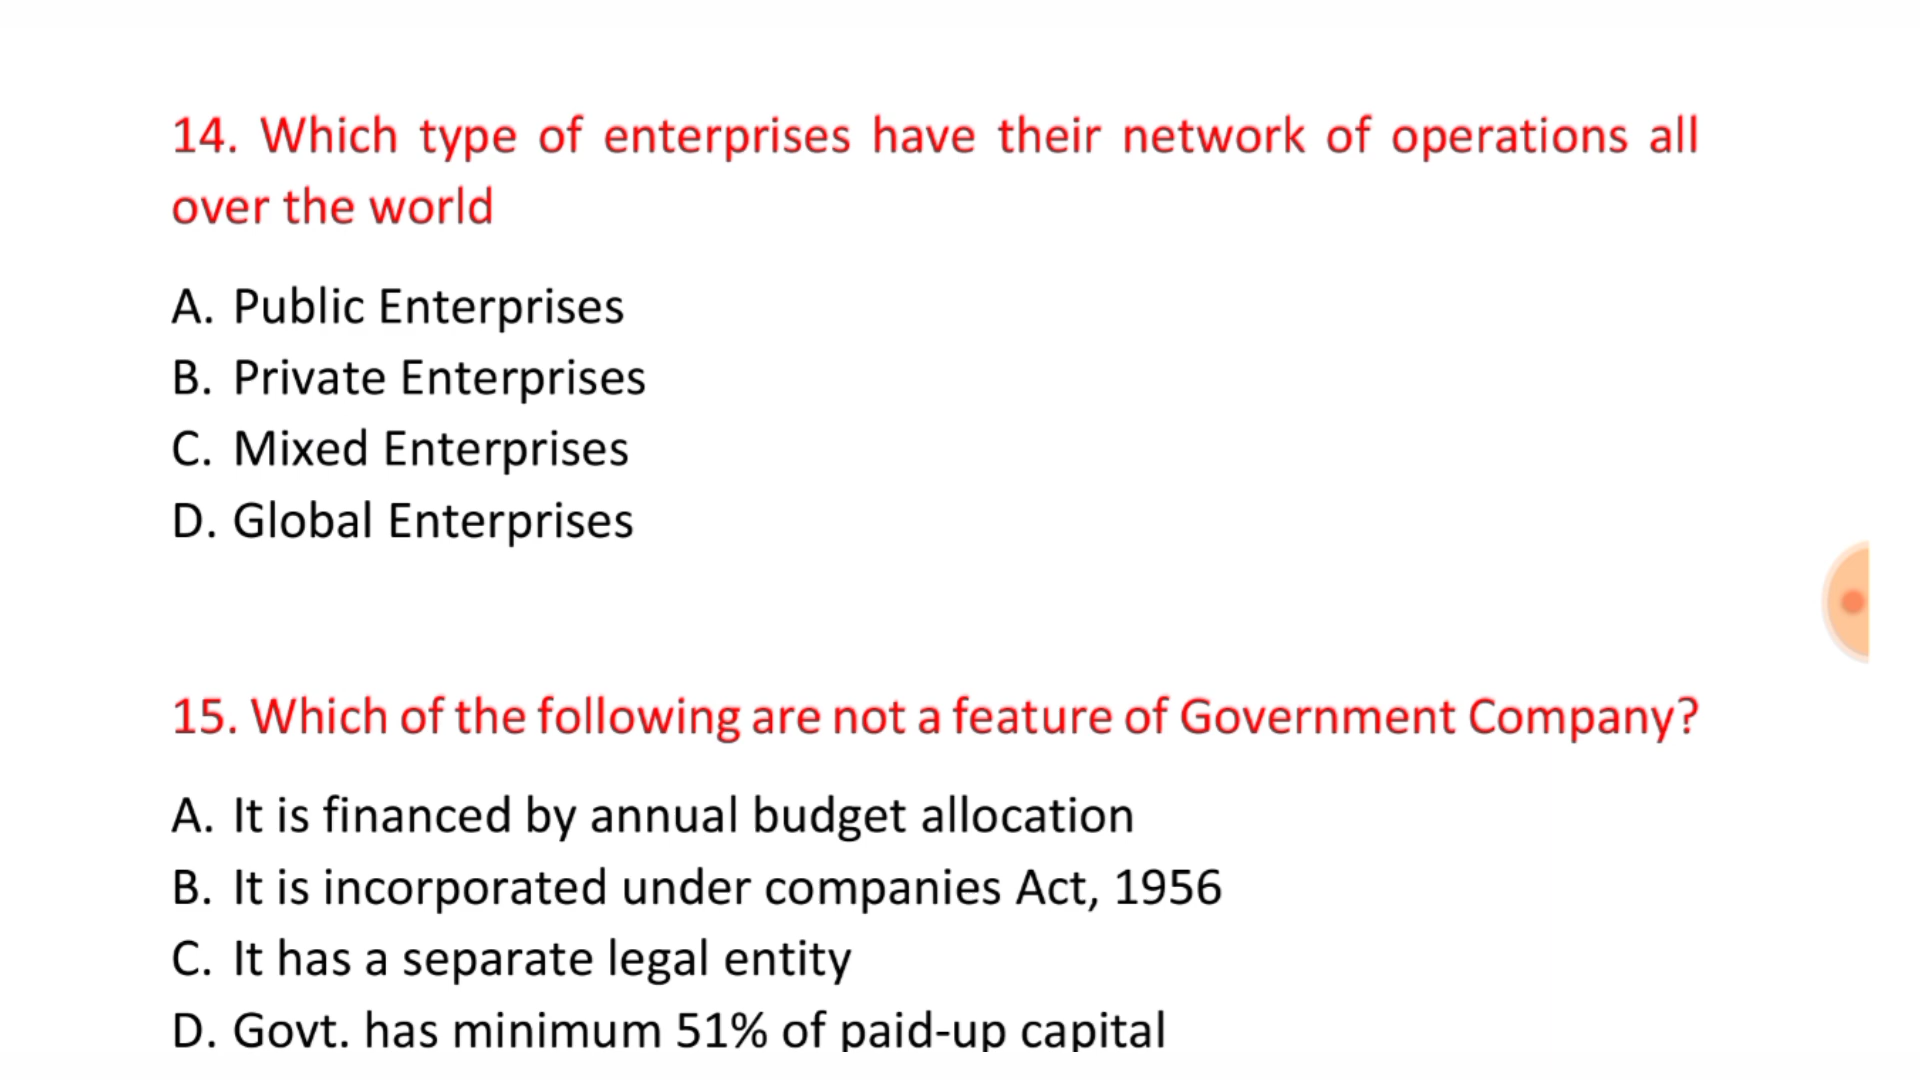 14. Which type of enterprises have their network of operations all
over the world
A. Public Enterprises
B. Private Enterprises
C. Mixed Enterprises
D. Global Enterprises
15. Which of the following are not a feature of Government Company?
A. It is financed by annual budget allocation
B. It is incorporated under companies Act, 1956
C. It has a separate legal entity
D. Govt. has minimum 51% of paid-up capital